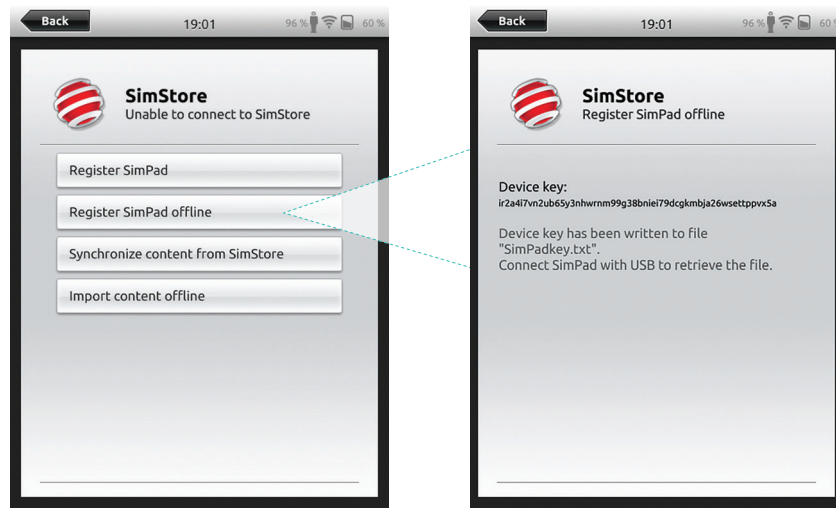 Back 19:01 96 % 60 %
SimStore
Unable to connect to SimStore
Register SimPad
Register SimPad offline
Synchronize content from SimStore
Import content offline
Back 19:01 96 % 60
SimStore
Register SimPad offline
Device key:
ir2a4i7vn2ub65y3nhwrnm99g38bniei79dcgkmbja26wsettppvx5a
Device key has been written to file
"SimPadkey.txt".
Connect SimPad with USB to retrieve the file.